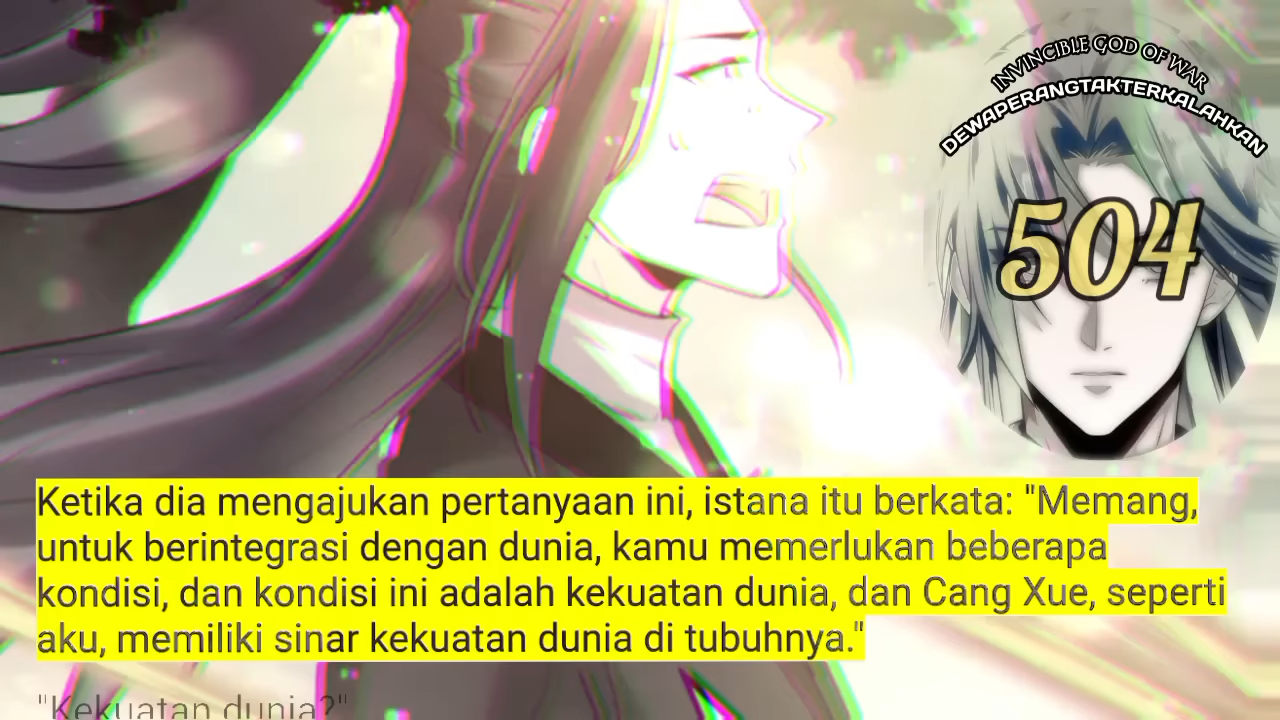 INVINCIBLE GOD OF WAR
DEWAPERANGTAKTERKALAHKAN
504
Ketika dia mengajukan pertanyaan ini, istana itu berkata: "Memang,
untuk berintegrasi dengan dunia, kamu memerlukan beberapa
kondisi, dan kondisi ini adalah kekuatan dunia, dan Cang Xue, seperti
aku, memiliki sinar kekuatan dunia di tubuhnya."
"Kekuatan dunia?"